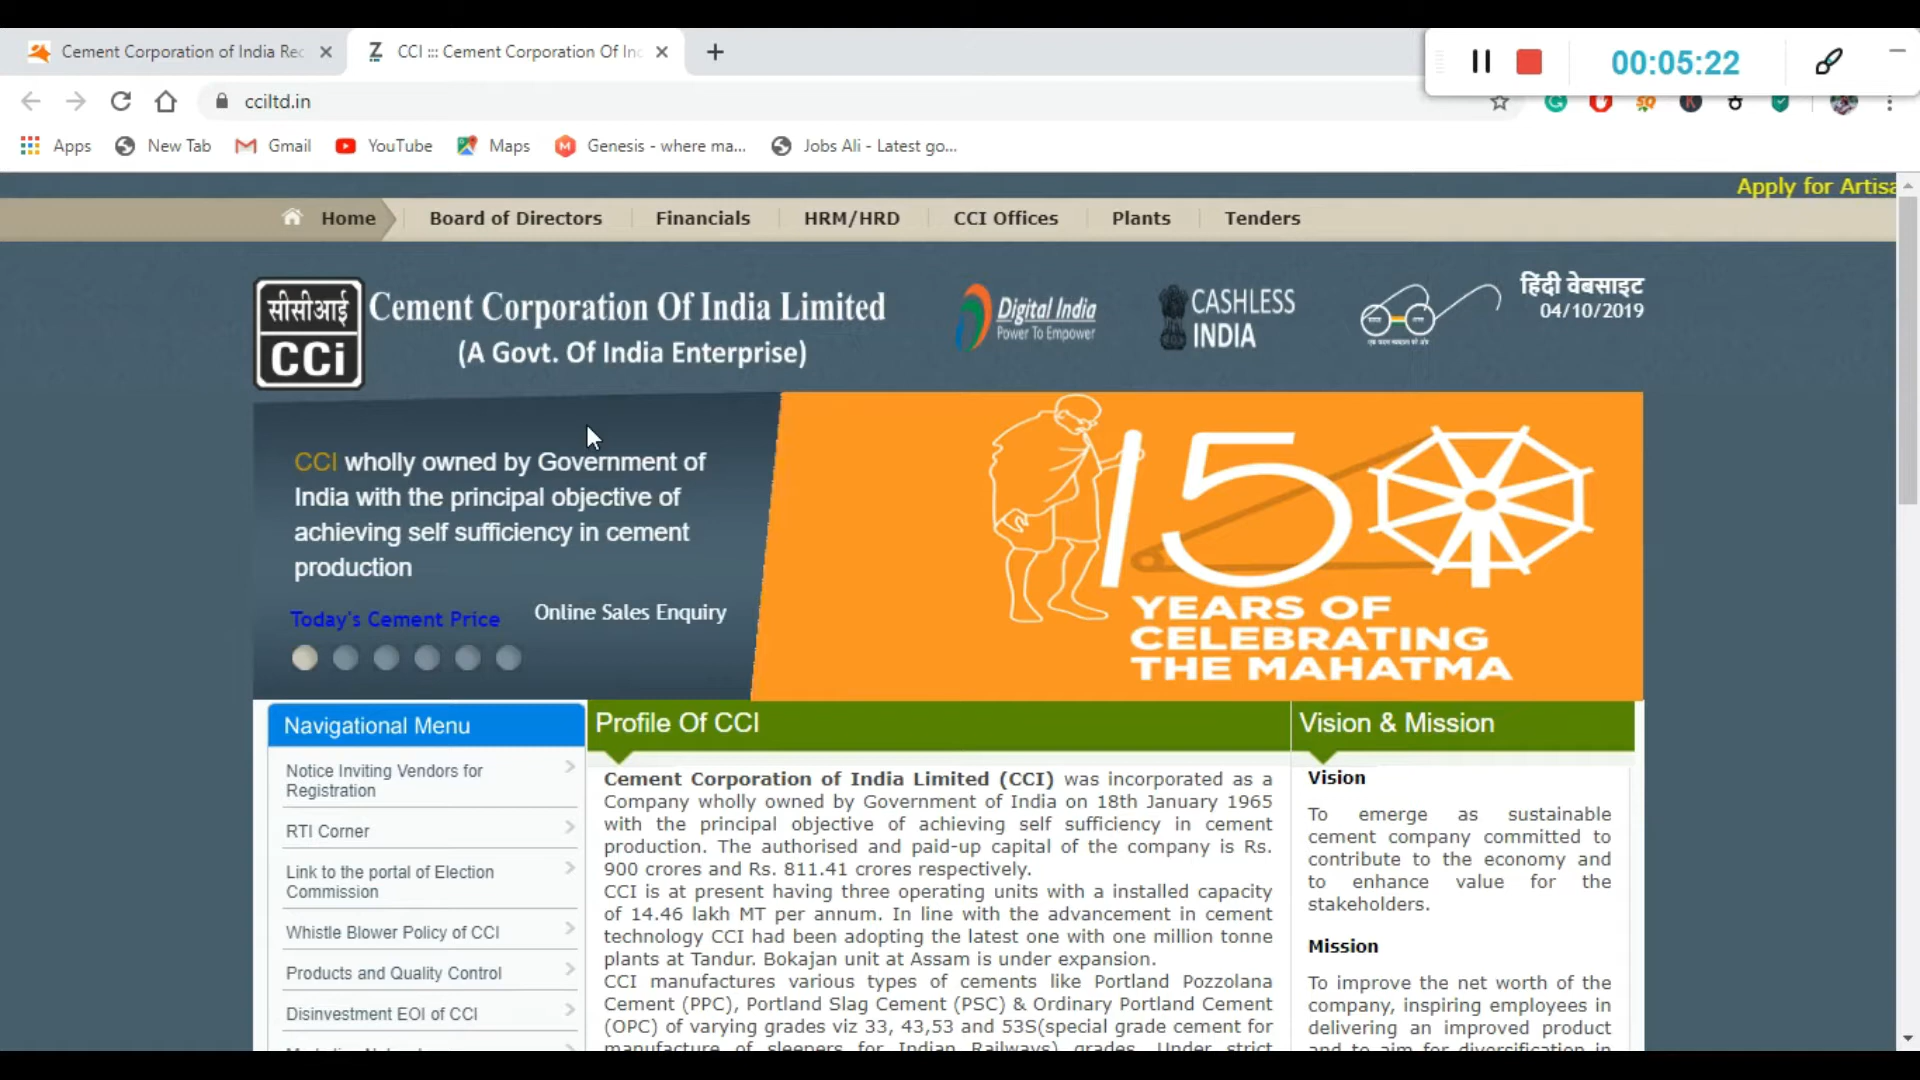 Cement Corporation of India Rec
CCI ::: Cement Corporation Of Inc
00:05:22
cciltd.in
Apps
New Tab
Gmail
YouTube
Maps
Genesis - where ma...
Jobs Ali - Latest go...
Apply for Artisa
Home
Board of Directors
Financials
HRM/HRD
CCI Offices
Plants
Tenders
सीसीआई
CCi
Cement Corporation Of India Limited
(A Govt. Of India Enterprise)
Digital India
Power To Empower
CASHLESS
INDIA
हिंदी वेबसाइट
04/10/2019
CCI wholly owned by Government of
India with the principal objective of
achieving self sufficiency in cement
production
Today's Cement Price
Online Sales Enquiry
150
YEARS OF
CELEBRATING
THE MAHATMA
Navigational Menu
Notice Inviting Vendors for
Registration
RTI Corner
Link to the portal of Election
Commission
Whistle Blower Policy of CCI
Products and Quality Control
Disinvestment EOI of CCI
Profile Of CCI
Cement Corporation of India Limited (CCI) was incorporated as a
Company wholly owned by Government of India on 18th January 1965
with the principal objective of achieving self sufficiency in cement
production. The authorised and paid-up capital of the company is Rs.
900 crores and Rs. 811.41 crores respectively.
CCI is at present having three operating units with a installed capacity
of 14.46 lakh MT per annum. In line with the advancement in cement
technology CCI had been adopting the latest one with one million tonne
plants at Tandur. Bokajan unit at Assam is under expansion.
CCI manufactures various types of cements like Portland Pozzolana
Cement (PPC), Portland Slag Cement (PSC) & Ordinary Portland Cement
(OPC) of varying grades viz 33, 43,53 and 53S(special grade cement for
manufacture of sleepers for Indian Railways) grades. Under strict
Vision & Mission
Vision
To emerge as sustainable
cement company committed to
contribute to the economy and
to enhance value for the
stakeholders.
Mission
To improve the net worth of the
company, inspiring employees in
delivering an improved product
and to aim for diversification in